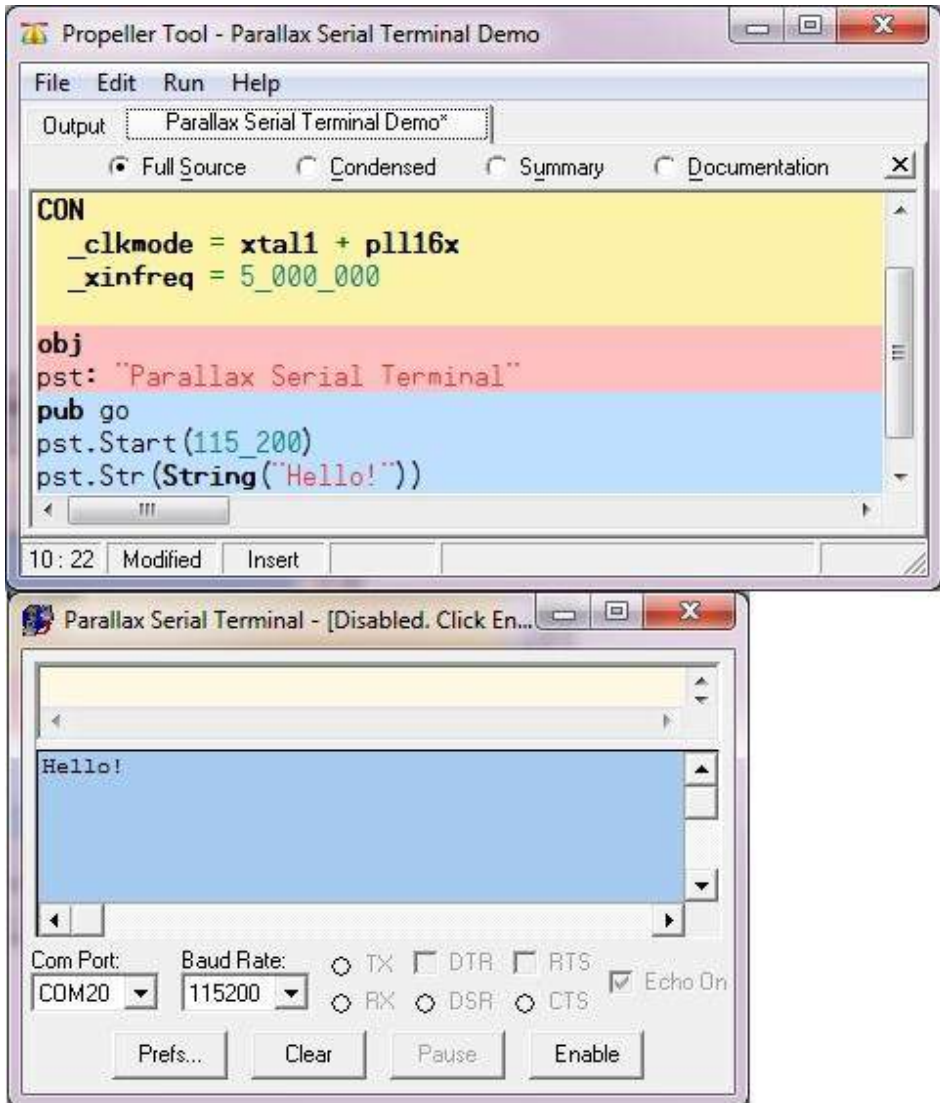 Propeller Tool - Parallax Serial Terminal Demo
File Edit Run Help
Output Parallax Serial Terminal Demo*
Full Source Condensed Summary Documentation
CON
_clkmode = xtal1 + pll16x
_xinfreq = 5_000_000
obj
pst: "Parallax Serial Terminal"
pub go
pst.Start(115_200)
pst.Str(String("Hello!"))
10 : 22 Modified Insert
Parallax Serial Terminal - [Disabled. Click En...
Hello!
Com Port: Baud Rate: TX DTR RTS
COM20 115200 RX DSR CTS Echo On
Prefs... Clear Pause Enable